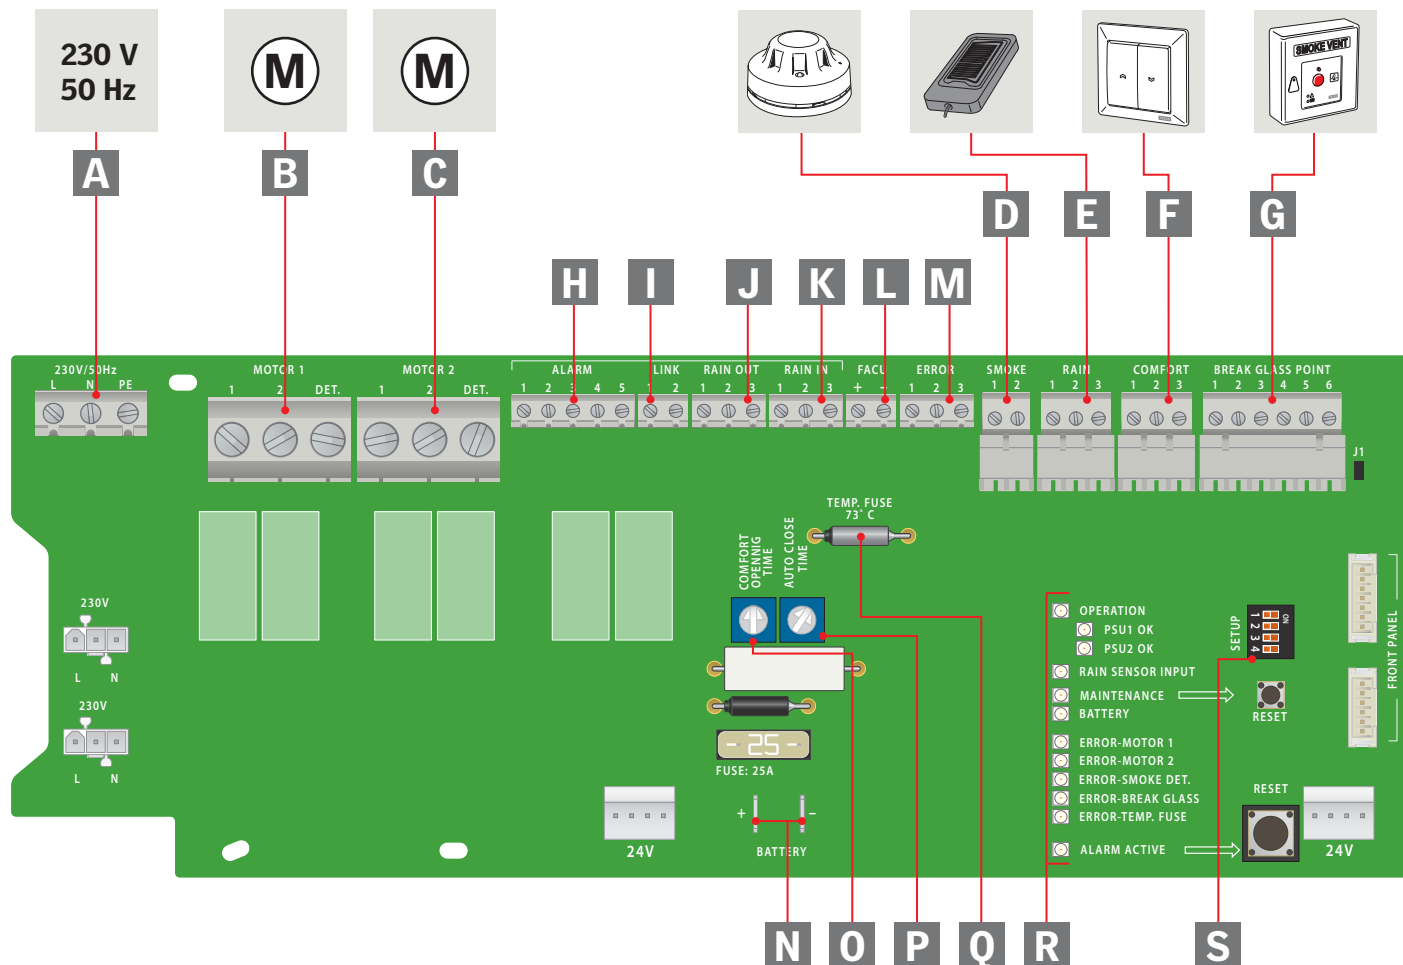 230 V
50 Hz
M
M
SMOKE VENT
A
B
C
D
E
F
G
H
I
J
K
L
M
230V/50Hz
L N PE
MOTOR 1
1 2 DET.
MOTOR 2
1 2 DET.
ALARM
1 2 3 4 5
LINK
1 2
RAIN OUT
1 2 3
RAIN IN
1 2 3
FACU
+ −
ERROR
1 2 3
SMOKE
1 2
RAIN
1 2 3
COMFORT
1 2 3
BREAK GLASS POINT
1 2 3 4 5 6
J1
TEMP. FUSE
73° C
COMFORT
OPENNIG
TIME
AUTO CLOSE
TIME
230V
L N
230V
L N
- 25 -
FUSE: 25A
+ −
BATTERY
24V
OPERATION
PSU1 OK
PSU2 OK
RAIN SENSOR INPUT
MAINTENANCE
BATTERY
ERROR-MOTOR 1
ERROR-MOTOR 2
ERROR-SMOKE DET.
ERROR-BREAK GLASS
ERROR-TEMP. FUSE
ALARM ACTIVE
SETUP
1 2 3 4
ON
RESET
RESET
24V
FRONT PANEL
N
O
P
Q
R
S